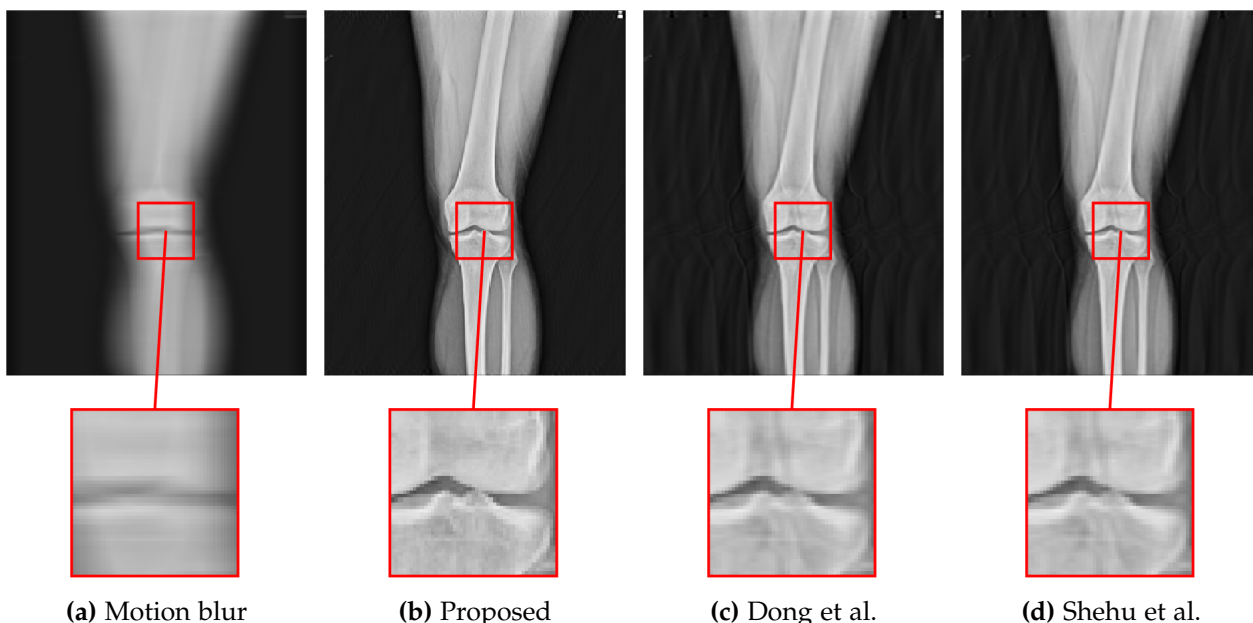 (a) Motion blur
(b) Proposed
(c) Dong et al.
(d) Shehu et al.